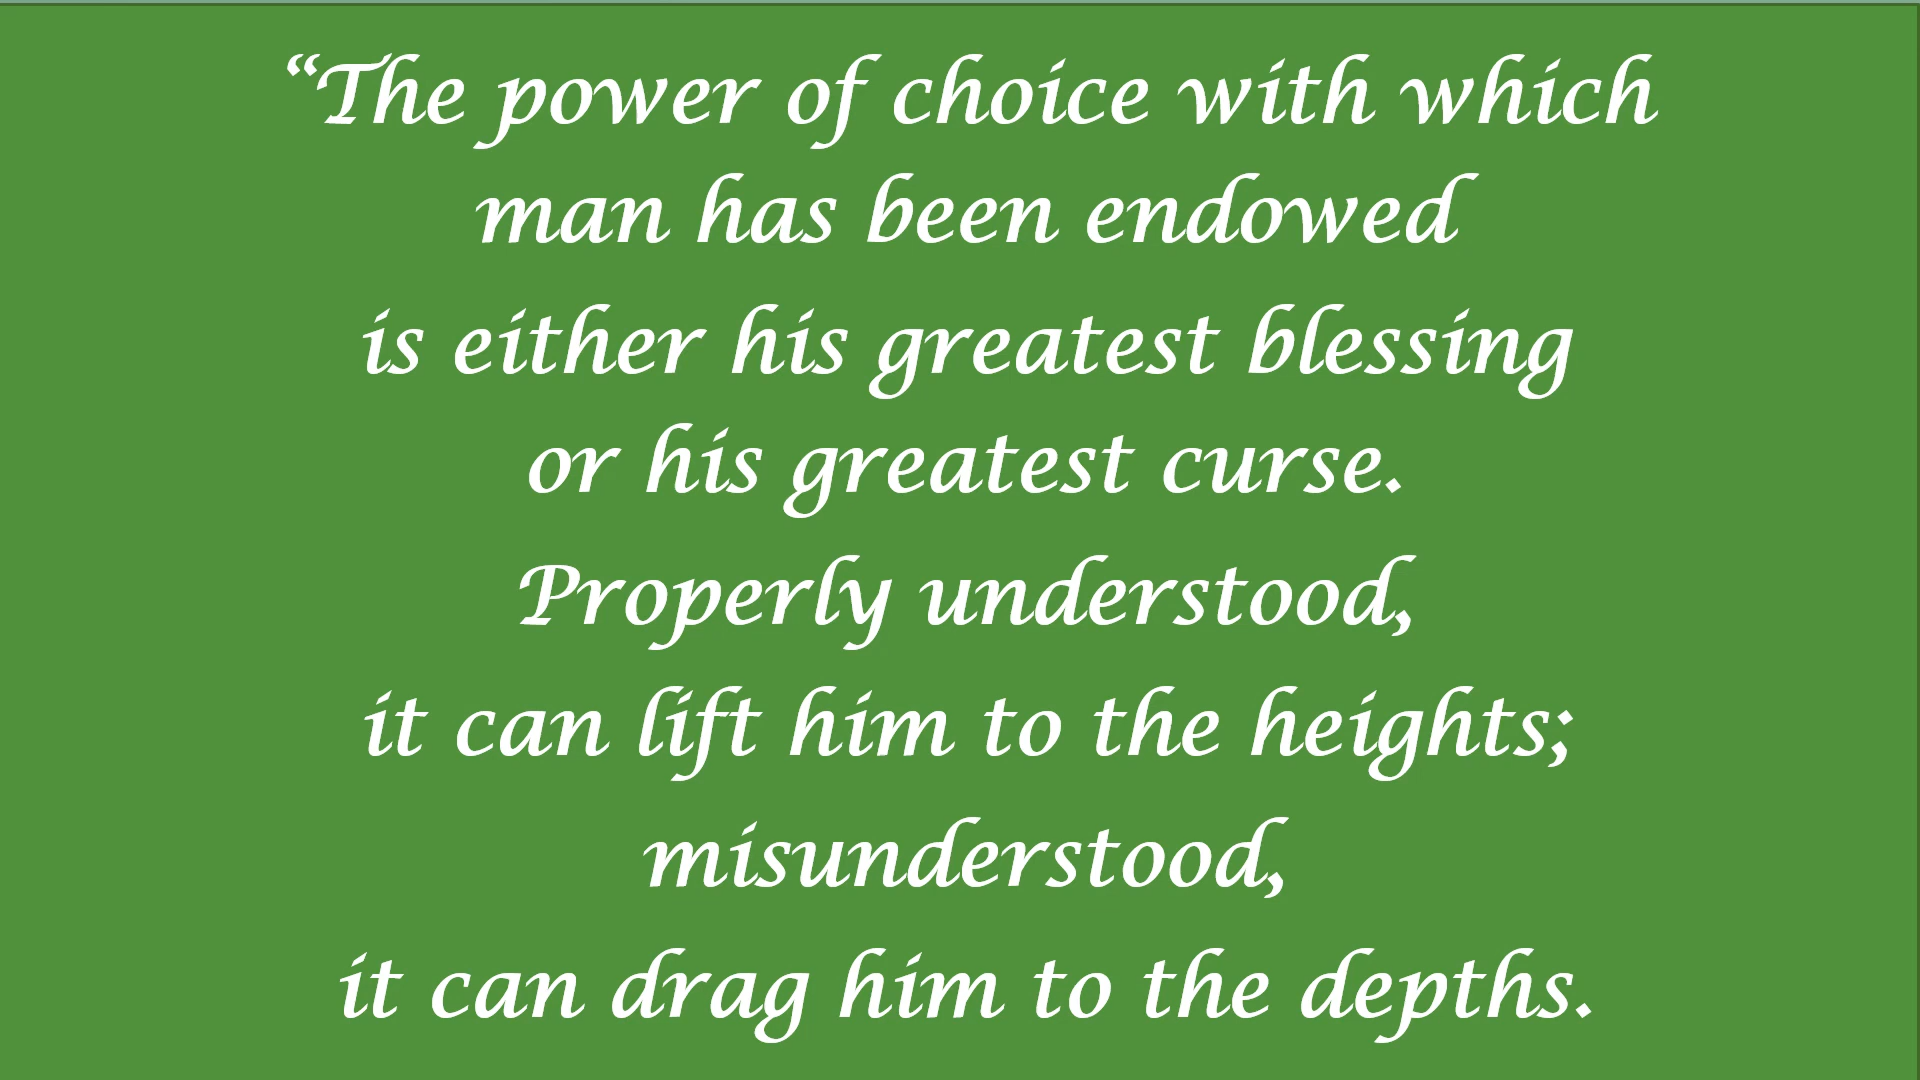 “The power of choice with which
man has been endowed
is either his greatest blessing
or his greatest curse.
Properly understood,
it can lift him to the heights;
misunderstood,
it can drag him to the depths.